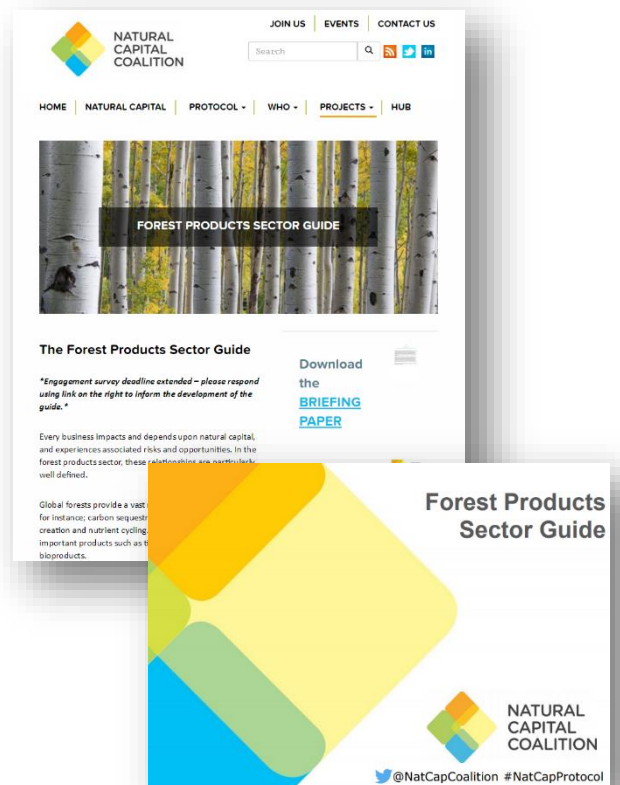 JOIN US EVENTS CONTACT US
NATURAL
CAPITAL
COALITION
Search
HOME NATURAL CAPITAL PROTOCOL WHO PROJECTS HUB
FOREST PRODUCTS SECTOR GUIDE
The Forest Products Sector Guide
*Engagement survey deadline extended – please respond
using link on the right to inform the development of the
guide.*
Every business impacts and depends upon natural capital,
and experiences associated risks and opportunities. In the
forest products sector, these relationships are particularly
well defined.
Global forests provide a vast
for instance; carbon
creation and nutrient cycling.
important products such as
bioproducts.
Download
the
BRIEFING
PAPER
Forest Products
Sector Guide
NATURAL
CAPITAL
COALITION
@NatCapCoalition #NatCapProtocol